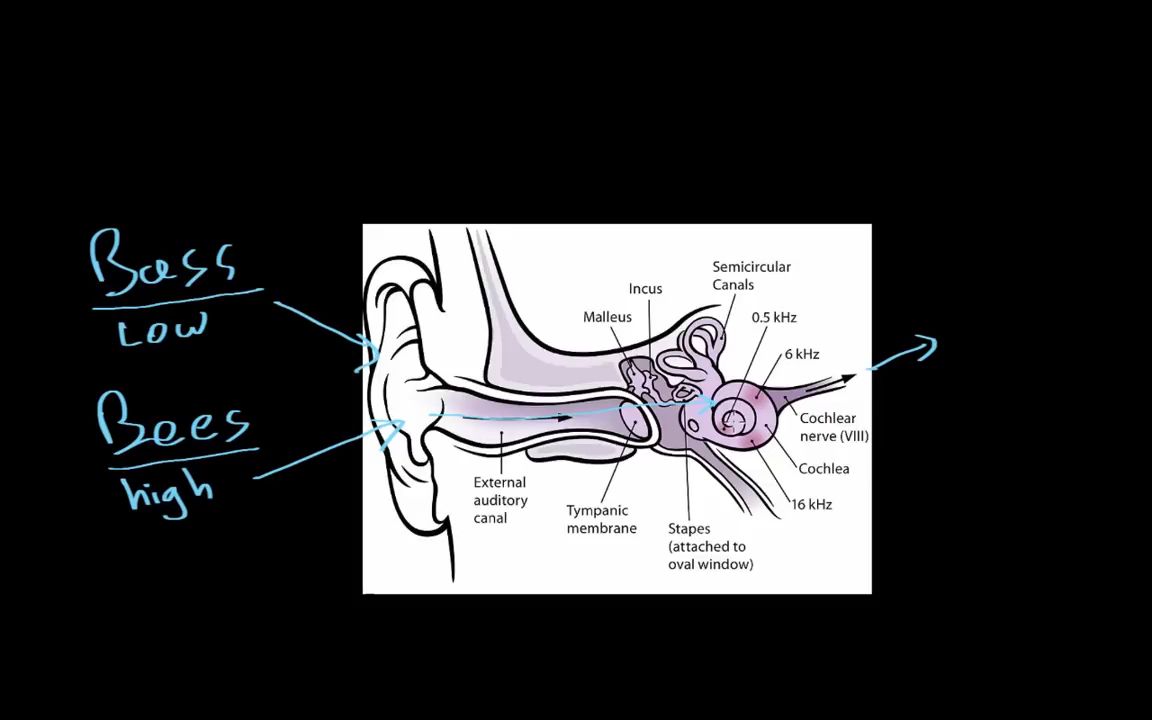 Bass
Low
Bees
high
Semicircular
Canals
Incus
Malleus
0.5 kHz
6 kHz
Cochlear
nerve (VIII)
Cochlea
16 kHz
External
auditory
canal
Tympanic
membrane
Stapes
(attached to
oval window)